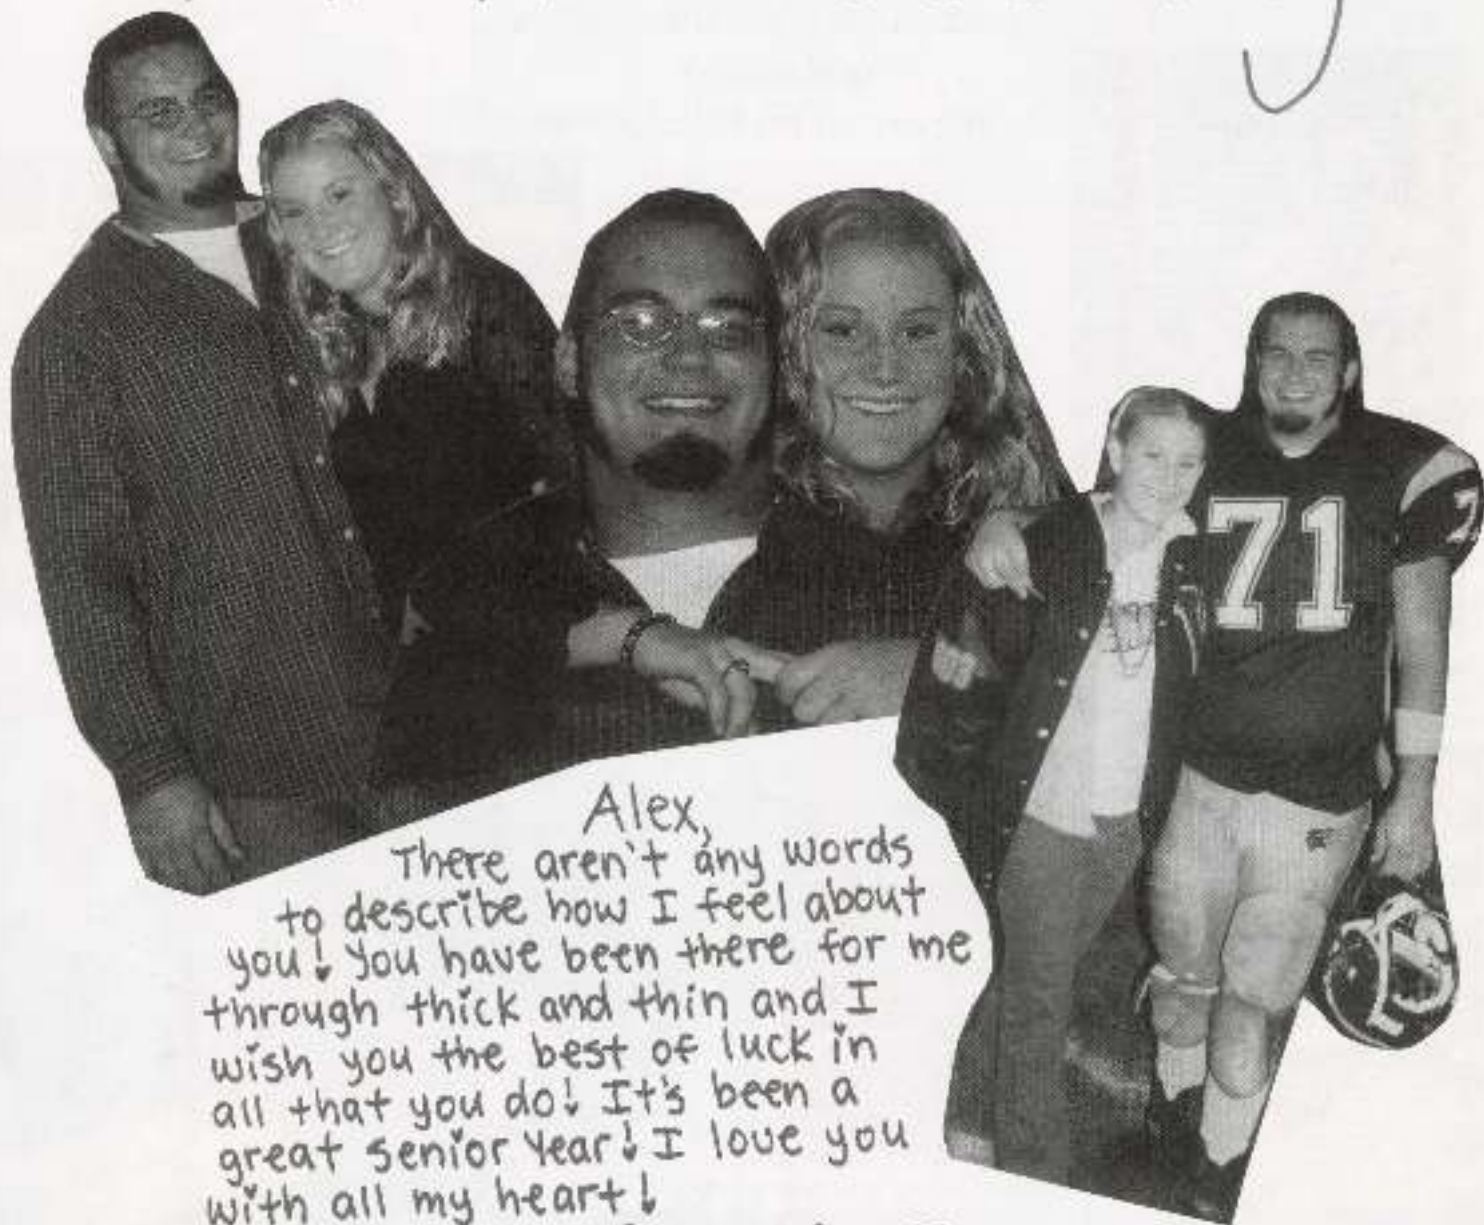 Alex,
There aren't any words
to describe how I feel about
you! You have been there for me
through thick and thin and I
wish you the best of luck in
all that you do! It's been a
great senior year! I love you
with all my heart!
71
7